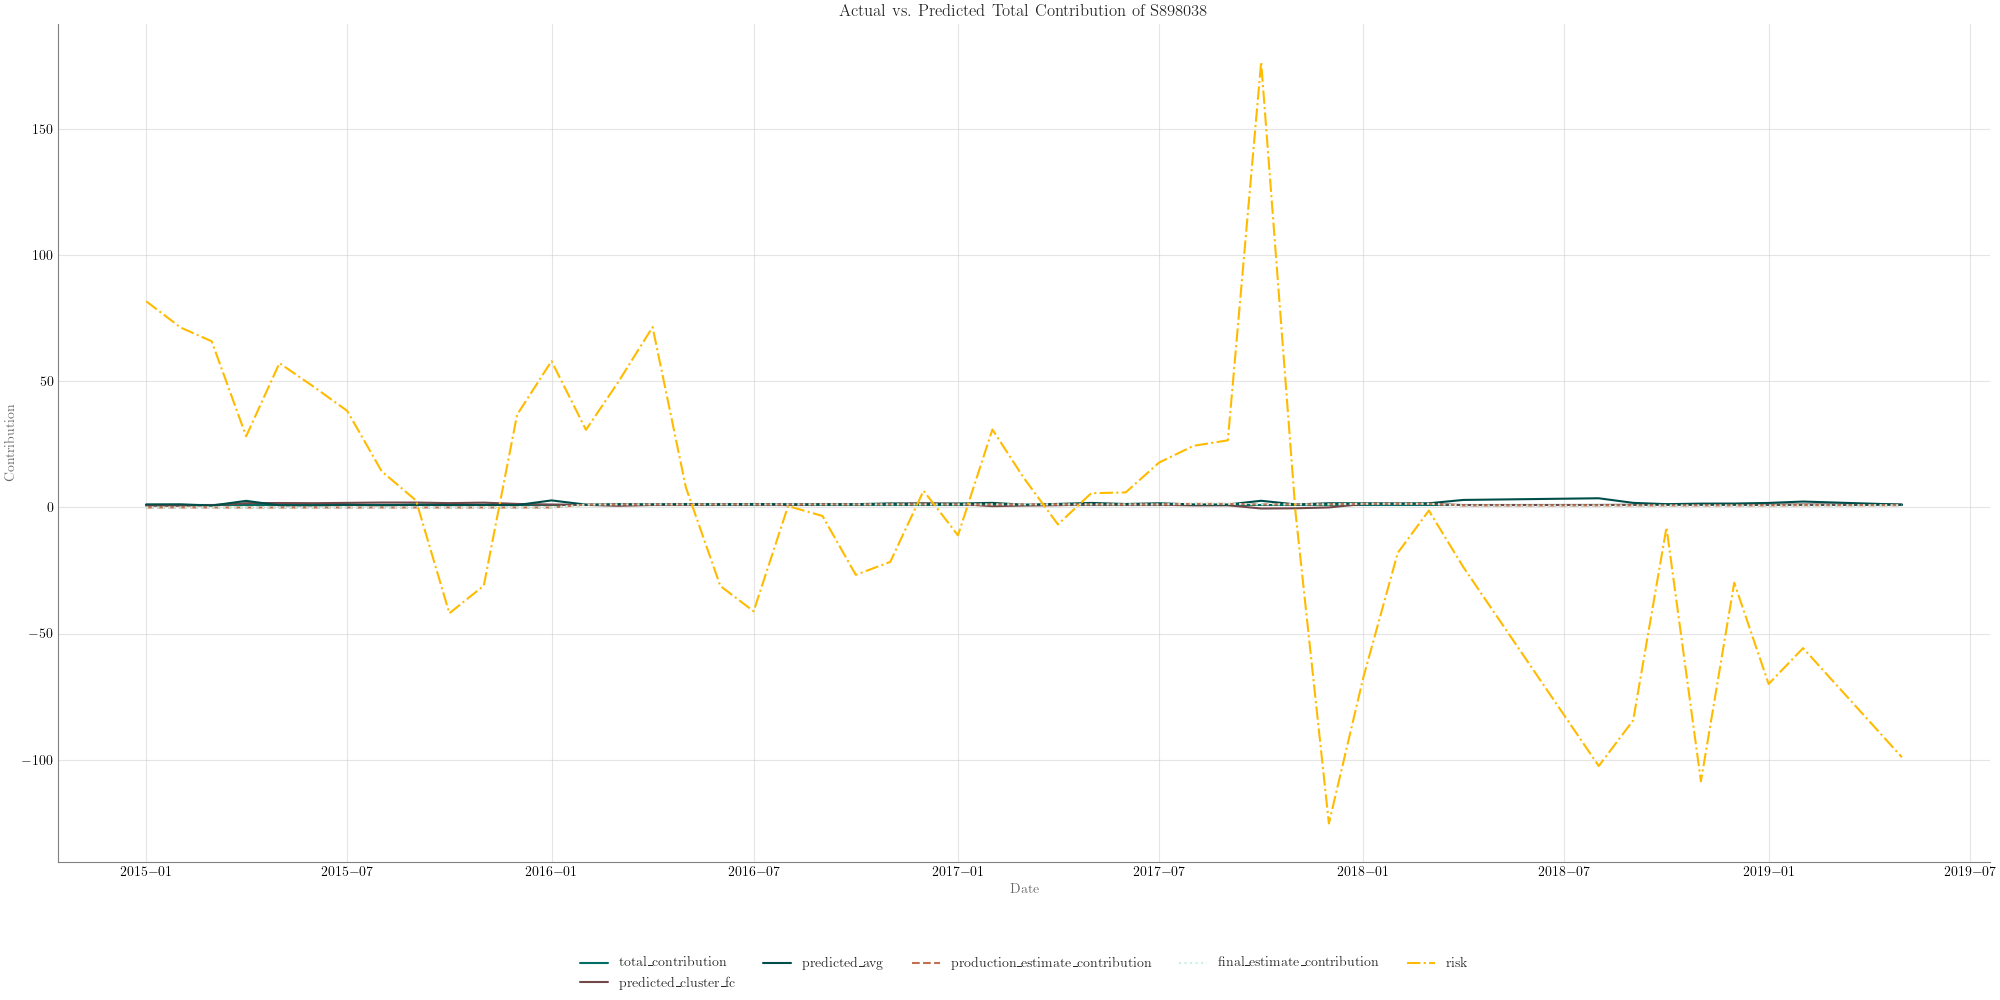 Actual vs. Predicted Total Contribution of S898038
150
100
50
0
−50
−100
Contribution
2015−01 2015−07 2016−01 2016−07 2017−01 2017−07 2018−01 2018−07 2019−01 2019−07
Date
total_contribution predicted_avg production_estimate_contribution final_estimate_contribution risk
predicted_cluster_fc